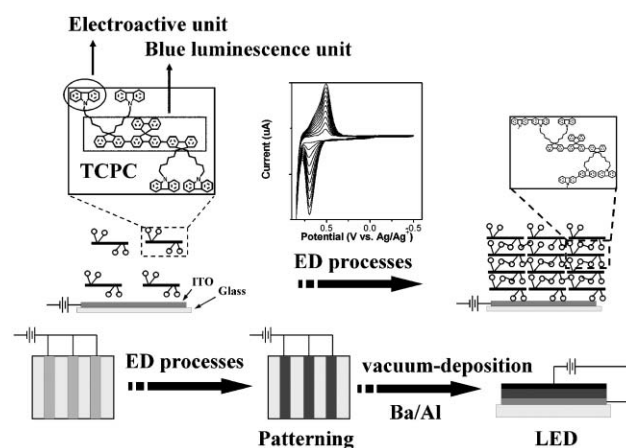 Electroactive unit
Blue luminescence unit
N
N
TCPC
N
N
Current (uA)
0.5
0.0
-0.5
Potential (V vs. Ag/Ag⁺)
ITO
Glass
ED processes
ED processes
vacuum-deposition
Ba/Al
Patterning
LED